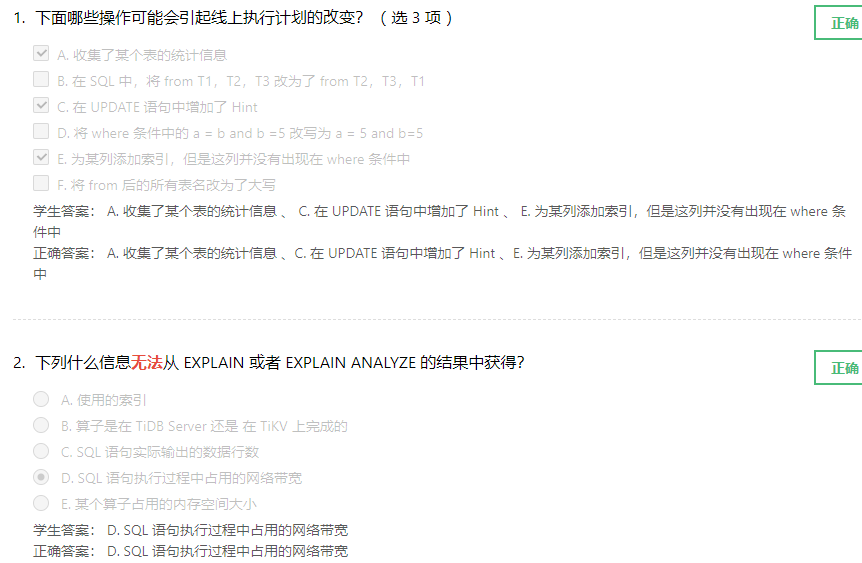 1. 下面哪些操作可能会引起线上执行计划的改变？（ 选 3 项 ）
正确
A. 收集了某个表的统计信息
B. 在 SQL 中，将 from T1，T2，T3 改为了 from T2，T3，T1
C. 在 UPDATE 语句中增加了 Hint
D. 将 where 条件中的 a = b and b =5 改写为 a = 5 and b=5
E. 为某列添加索引，但是这列并没有出现在 where 条件中
F. 将 from 后的所有表名改为了大写
学生答案： A. 收集了某个表的统计信息 、 C. 在 UPDATE 语句中增加了 Hint 、 E. 为某列添加索引，但是这列并没有出现在 where 条
件中
正确答案： A. 收集了某个表的统计信息 、C. 在 UPDATE 语句中增加了 Hint 、E. 为某列添加索引，但是这列并没有出现在 where 条件
中
2. 下列什么信息无法从 EXPLAIN 或者 EXPLAIN ANALYZE 的结果中获得？
正确
A. 使用的索引
B. 算子是在 TiDB Server 还是 在 TiKV 上完成的
C. SQL 语句实际输出的数据行数
D. SQL 语句执行过程中占用的网络带宽
E. 某个算子占用的内存空间大小
学生答案： D. SQL 语句执行过程中占用的网络带宽
正确答案： D. SQL 语句执行过程中占用的网络带宽